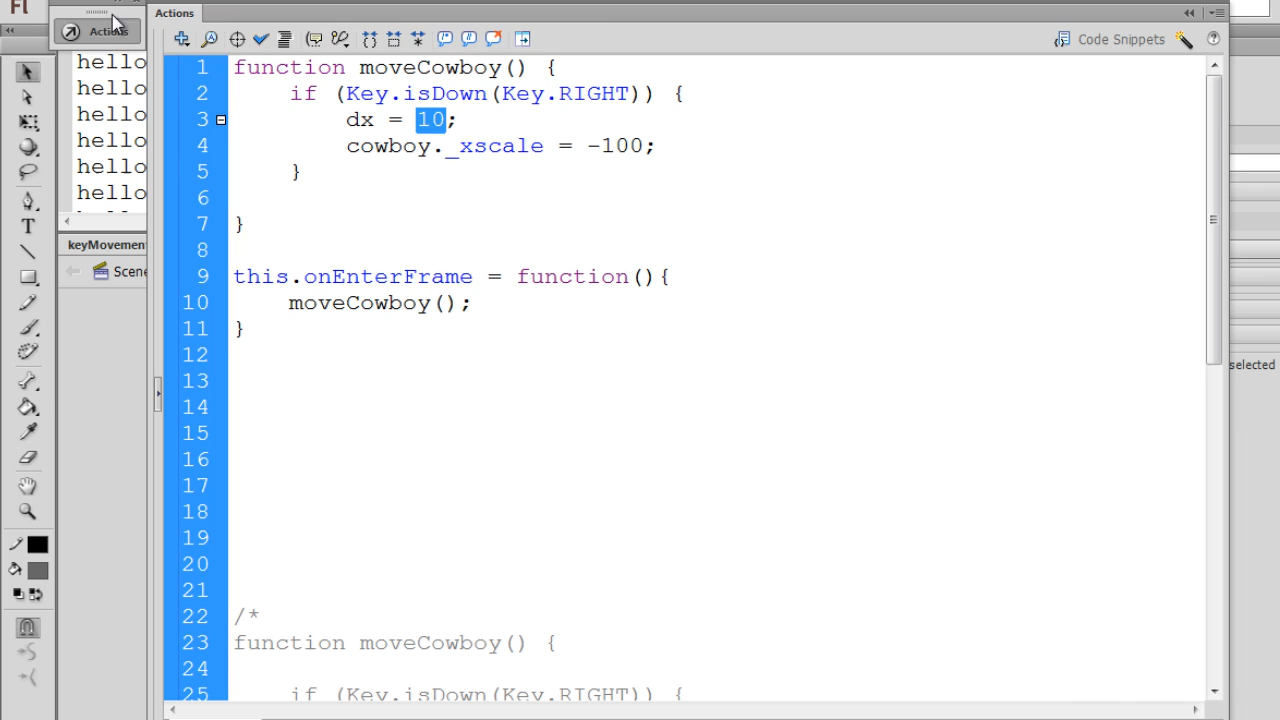 Fl
Actions
Actions
Code Snippets
hello
hello
hello
hello
hello
hello
keyMovement
Scene
T
selected
1 function moveCowboy() {
2 if (Key.isDown(Key.RIGHT)) {
3 dx = 10;
4 cowboy._xscale = -100;
5 }
6
7 }
8
9 this.onEnterFrame = function(){
10 moveCowboy();
11 }
12
13
14
15
16
17
18
19
20
21
22 /*
23 function moveCowboy() {
24
25 if (Key.isDown(Key.RIGHT)) {